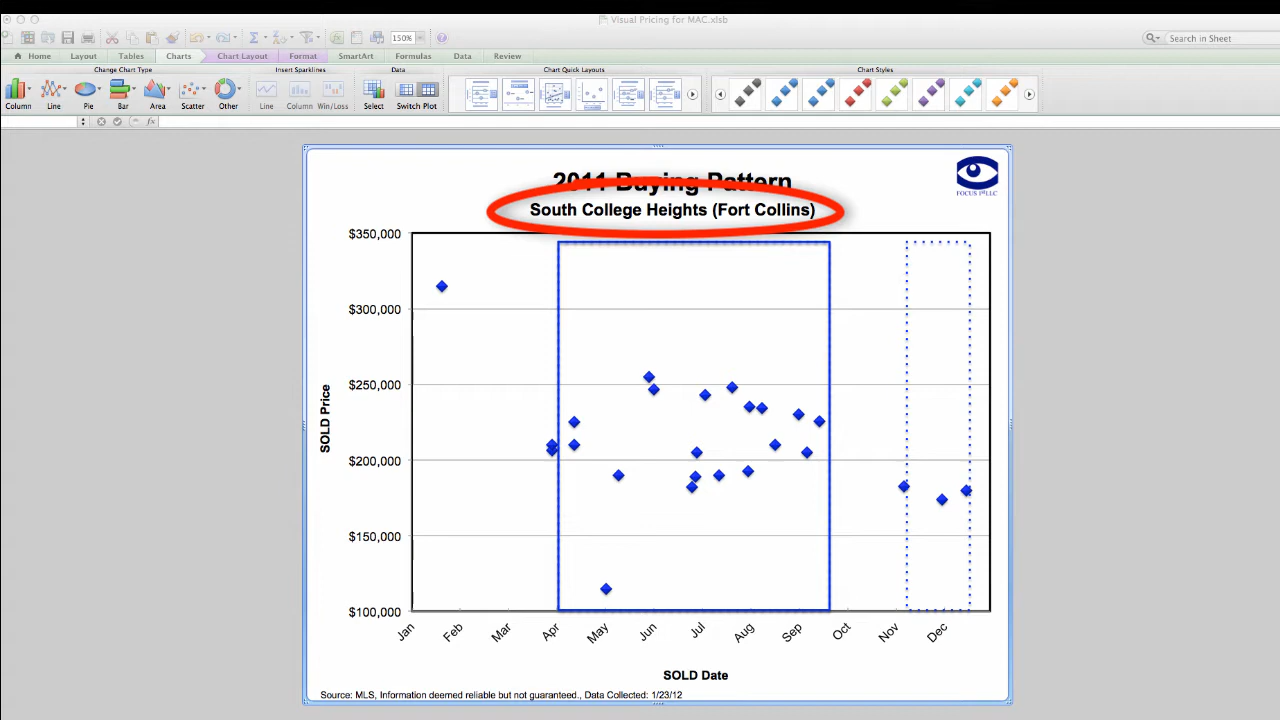 Visual Pricing for MAC.xlsb
150%
Search in Sheet
Home Layout Tables Charts Chart Layout Format SmartArt Formulas Data Review
Change Chart Type Insert Sparklines Data Chart Quick Layouts Chart Styles
Column Line Pie Bar Area Scatter Other Line Column Win/Loss Select Switch Plot
fx
2011 Buying Pattern
South College Heights (Fort Collins)
FOCUS 1st LLC
$350,000
$300,000
$250,000
$200,000
$150,000
$100,000
SOLD Price
Jan Feb Mar Apr May Jun Jul Aug Sep Oct Nov Dec
SOLD Date
Source: MLS, Information deemed reliable but not guaranteed., Data Collected: 1/23/12